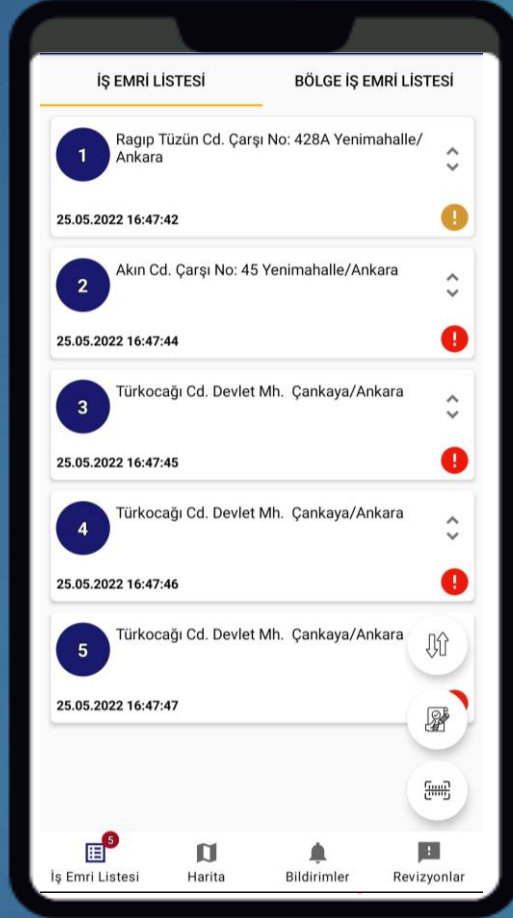 İŞ EMRİ LİSTESİ
BÖLGE İŞ EMRİ LİSTESİ
1
Ragıp Tüzün Cd. Çarşı No: 428A Yenimahalle/
Ankara
25.05.2022 16:47:42
2
Akın Cd. Çarşı No: 45 Yenimahalle/Ankara
25.05.2022 16:47:44
3
Türkocağı Cd. Devlet Mh.  Çankaya/Ankara
25.05.2022 16:47:45
4
Türkocağı Cd. Devlet Mh.  Çankaya/Ankara
25.05.2022 16:47:46
5
Türkocağı Cd. Devlet Mh.  Çankaya/Ankara
25.05.2022 16:47:47
5
İş Emri Listesi
Harita
Bildirimler
Revizyonlar